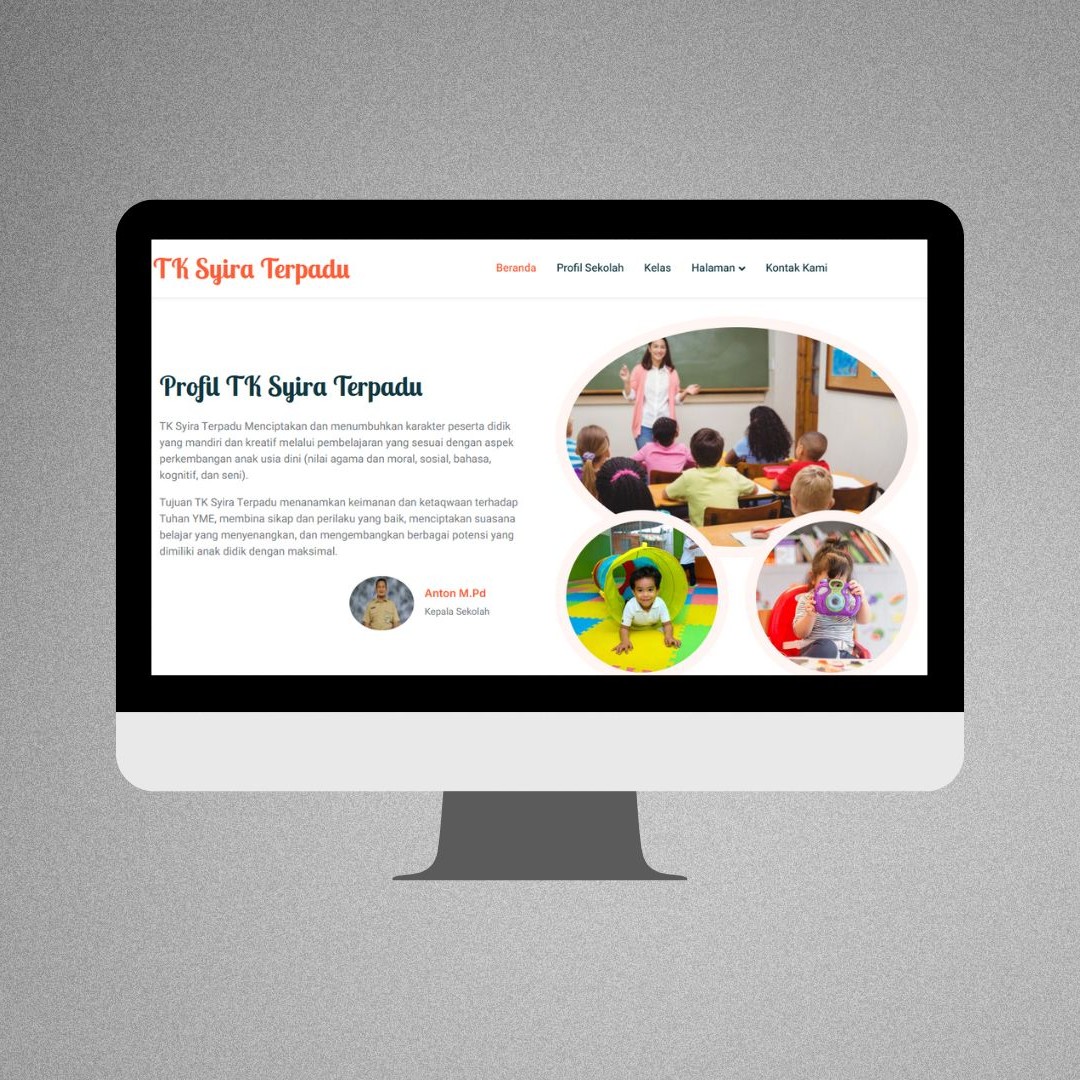 TK Syira Terpadu
Beranda Profil Sekolah Kelas Halaman Kontak Kami
Profil TK Syira Terpadu
TK Syira Terpadu Menciptakan dan menumbuhkan karakter peserta didik
yang mandiri dan kreatif melalui pembelajaran yang sesuai dengan aspek
perkembangan anak usia dini (nilai agama dan moral, sosial, bahasa,
kognitif, dan seni).
Tujuan TK Syira Terpadu menanamkan keimanan dan ketaqwaan terhadap
Tuhan YME, membina sikap dan perilaku yang baik, menciptakan suasana
belajar yang menyenangkan, dan mengembangkan berbagai potensi yang
dimiliki anak didik dengan maksimal.
Anton M.Pd
Kepala Sekolah